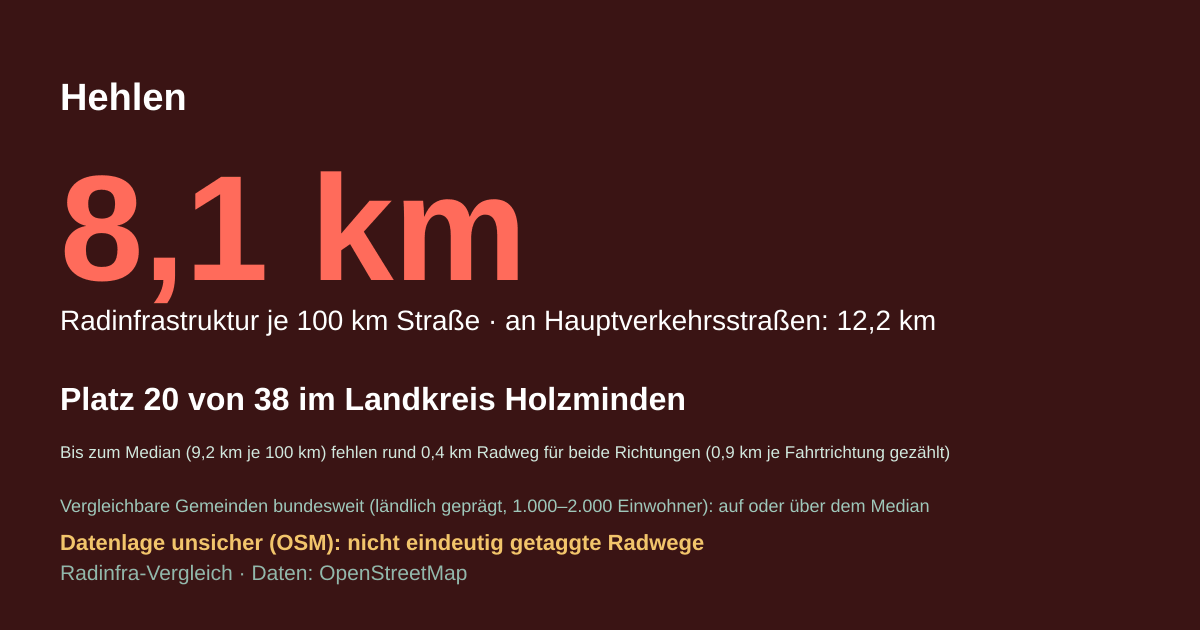 Hehlen
8,1 km
Radinfrastruktur je 100 km Straße · an Hauptverkehrsstraßen: 12,2 km
Platz 20 von 38 im Landkreis Holzminden
Bis zum Median (9,2 km je 100 km) fehlen rund 0,4 km Radweg für beide Richtungen (0,9 km je Fahrtrichtung gezählt)
Vergleichbare Gemeinden bundesweit (ländlich geprägt, 1.000–2.000 Einwohner): auf oder über dem Median
Datenlage unsicher (OSM): nicht eindeutig getaggte Radwege
Radinfra-Vergleich · Daten: OpenStreetMap